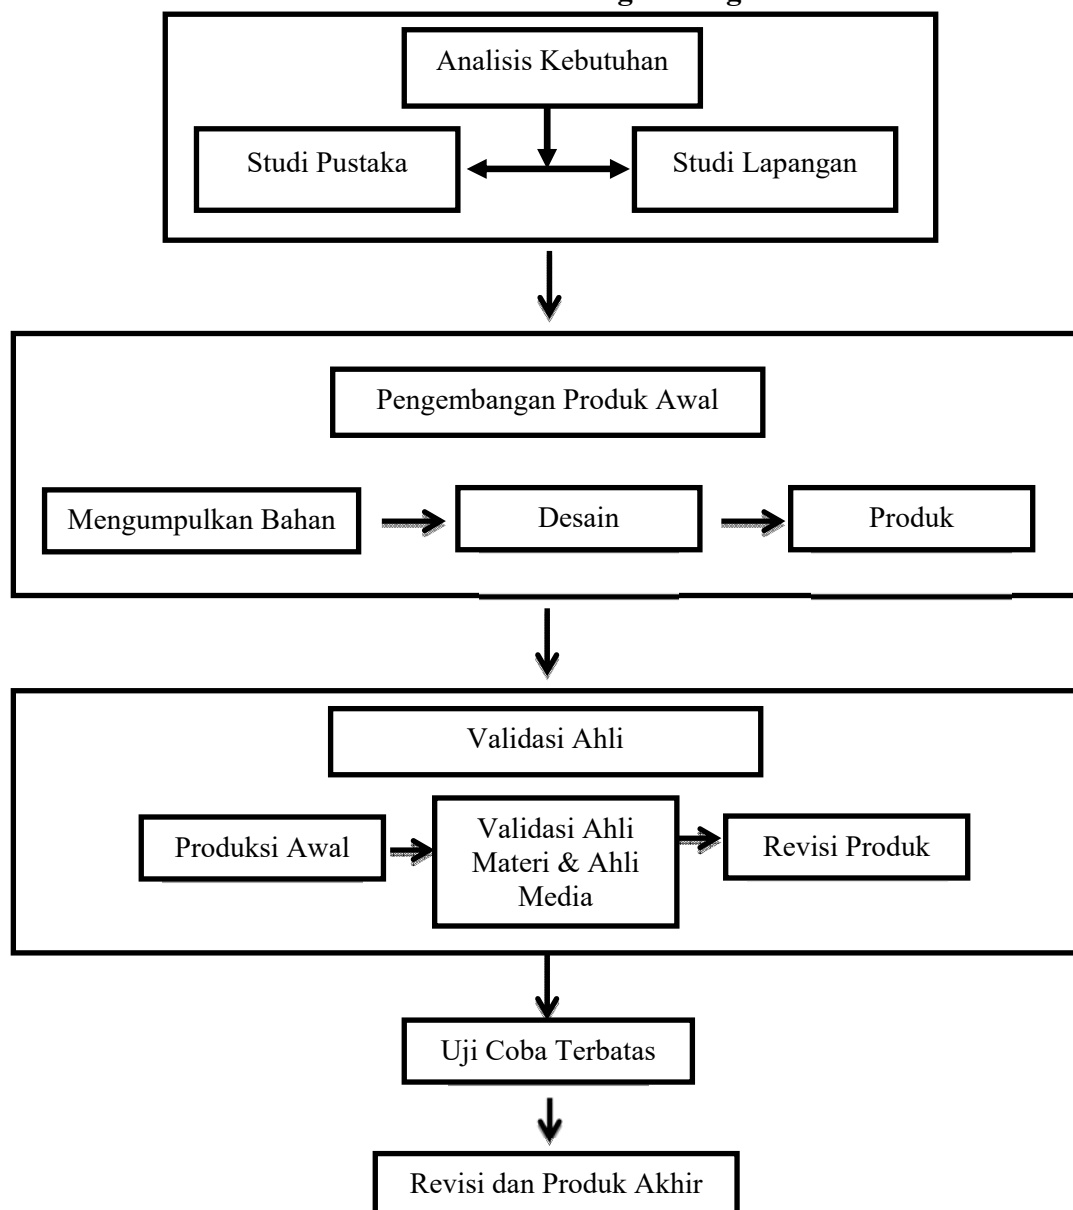 Analisis Kebutuhan
Studi Pustaka
Studi Lapangan
Pengembangan Produk Awal
Mengumpulkan Bahan
Desain
Produk
Validasi Ahli
Produksi Awal
Validasi Ahli
Materi & Ahli
Media
Revisi Produk
Uji Coba Terbatas
Revisi dan Produk Akhir